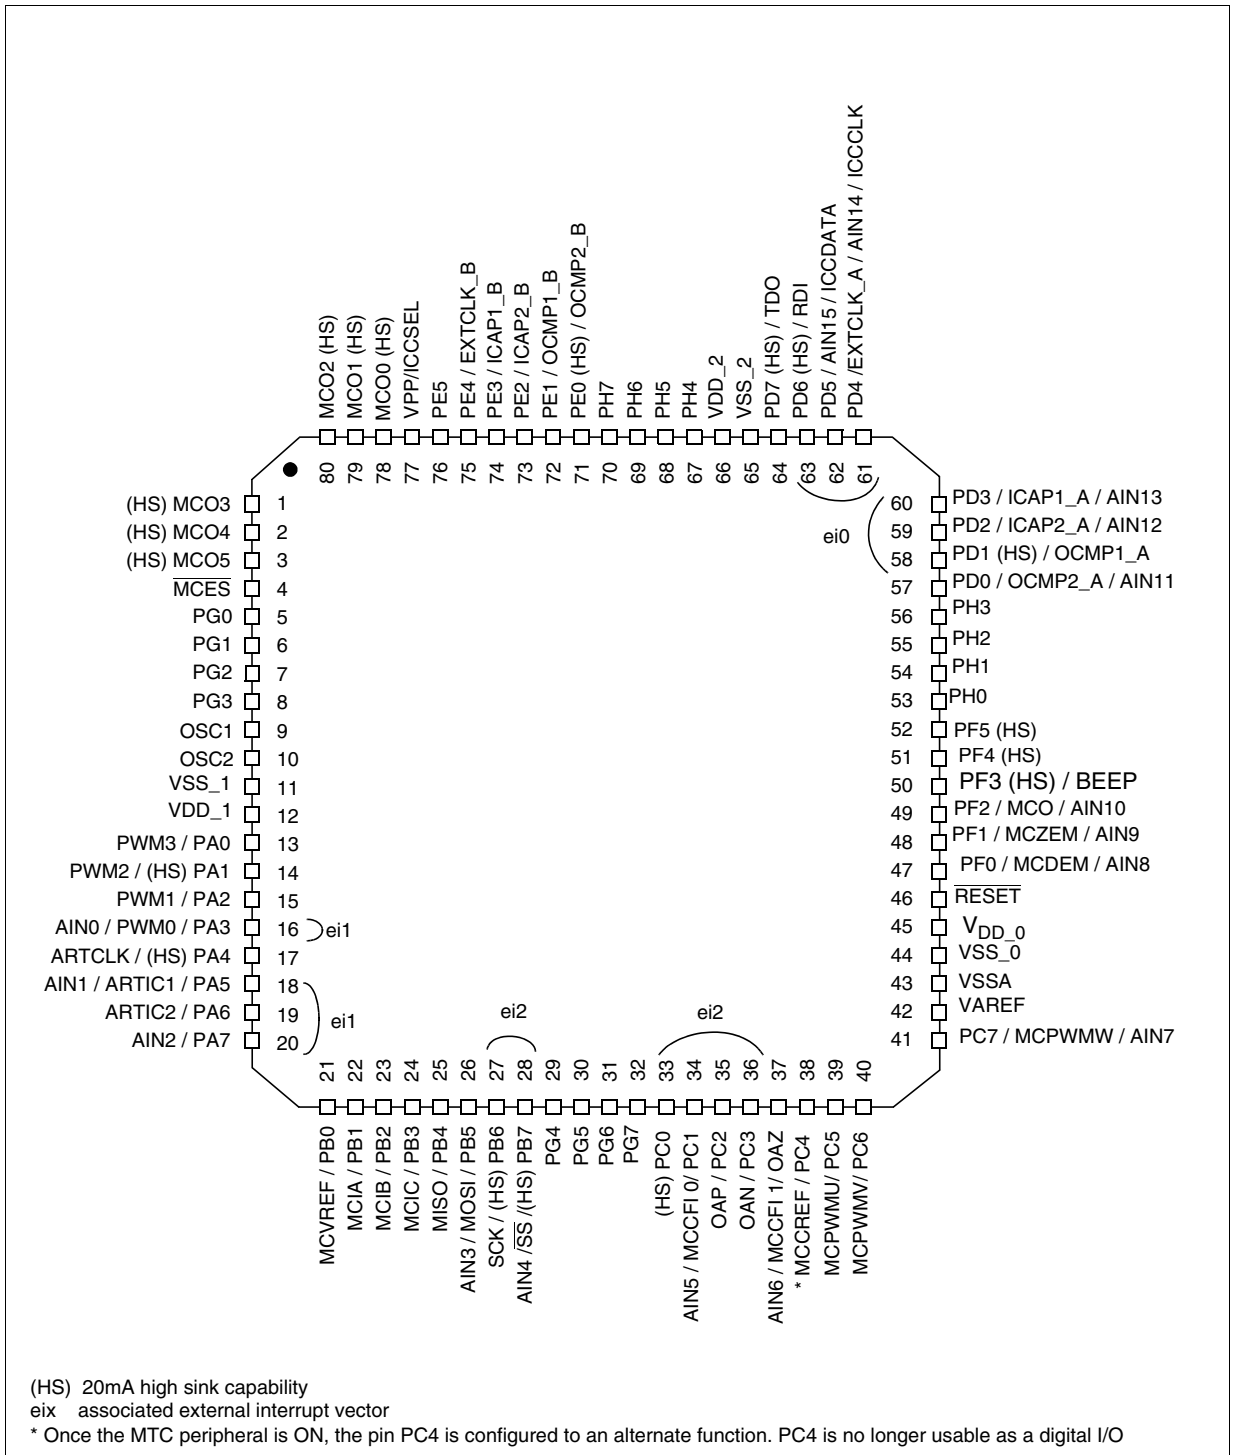 MCO2 (HS)
MCO1 (HS)
MCO0 (HS)
VPP/ICCSEL
PE5
PE4 / EXTCLK_B
PE3 / ICAP1_B
PE2 / ICAP2_B
PE1 / OCMP1_B
PE0 (HS) / OCMP2_B
PH7
PH6
PH5
PH4
VDD_2
VSS_2
PD7 (HS) / TDO
PD6 (HS) / RDI
PD5 / AIN15 / ICCDATA
PD4 /EXTCLK_A / AIN14 / ICCCLK
80 79 78 77 76 75 74 73 72 71 70 69 68 67 66 65 64 63 62 61
(HS) MCO3 1
(HS) MCO4 2
(HS) MCO5 3
MCES 4
PG0 5
PG1 6
PG2 7
PG3 8
OSC1 9
OSC2 10
VSS_1 11
VDD_1 12
PWM3 / PA0 13
PWM2 / (HS) PA1 14
PWM1 / PA2 15
AIN0 / PWM0 / PA3 16 ei1
ARTCLK / (HS) PA4 17
AIN1 / ARTIC1 / PA5 18
ARTIC2 / PA6 19 ei1
AIN2 / PA7 20
60 PD3 / ICAP1_A / AIN13
59 PD2 / ICAP2_A / AIN12
ei0
58 PD1 (HS) / OCMP1_A
57 PD0 / OCMP2_A / AIN11
56 PH3
55 PH2
54 PH1
53 PH0
52 PF5 (HS)
51 PF4 (HS)
50 PF3 (HS) / BEEP
49 PF2 / MCO / AIN10
48 PF1 / MCZEM / AIN9
47 PF0 / MCDEM / AIN8
46 RESET
45 VDD_0
44 VSS_0
43 VSSA
42 VAREF
41 PC7 / MCPWMW / AIN7
ei2 ei2
21 22 23 24 25 26 27 28 29 30 31 32 33 34 35 36 37 38 39 40
MCVREF / PB0
MCIA / PB1
MCIB / PB2
MCIC / PB3
MISO / PB4
AIN3 / MOSI / PB5
SCK / (HS) PB6
AIN4 /SS /(HS) PB7
PG4
PG5
PG6
PG7
(HS) PC0
AIN5 / MCCFI 0/ PC1
OAP / PC2
OAN / PC3
AIN6 / MCCFI 1/ OAZ
* MCCREF / PC4
MCPWMU/ PC5
MCPWMV/ PC6
(HS) 20mA high sink capability
eix associated external interrupt vector
* Once the MTC peripheral is ON, the pin PC4 is configured to an alternate function. PC4 is no longer usable as a digital I/O